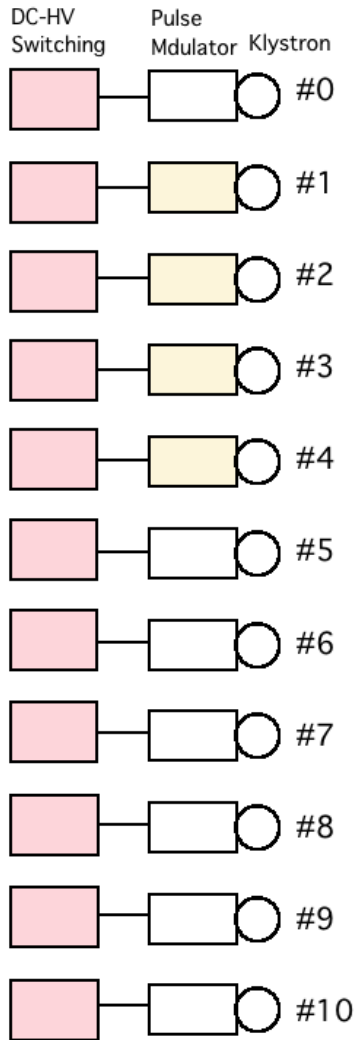 DC-HV
Switching
Pulse
Mdulator
Klystron
#0
#1
#2
#3
#4
#5
#6
#7
#8
#9
#10